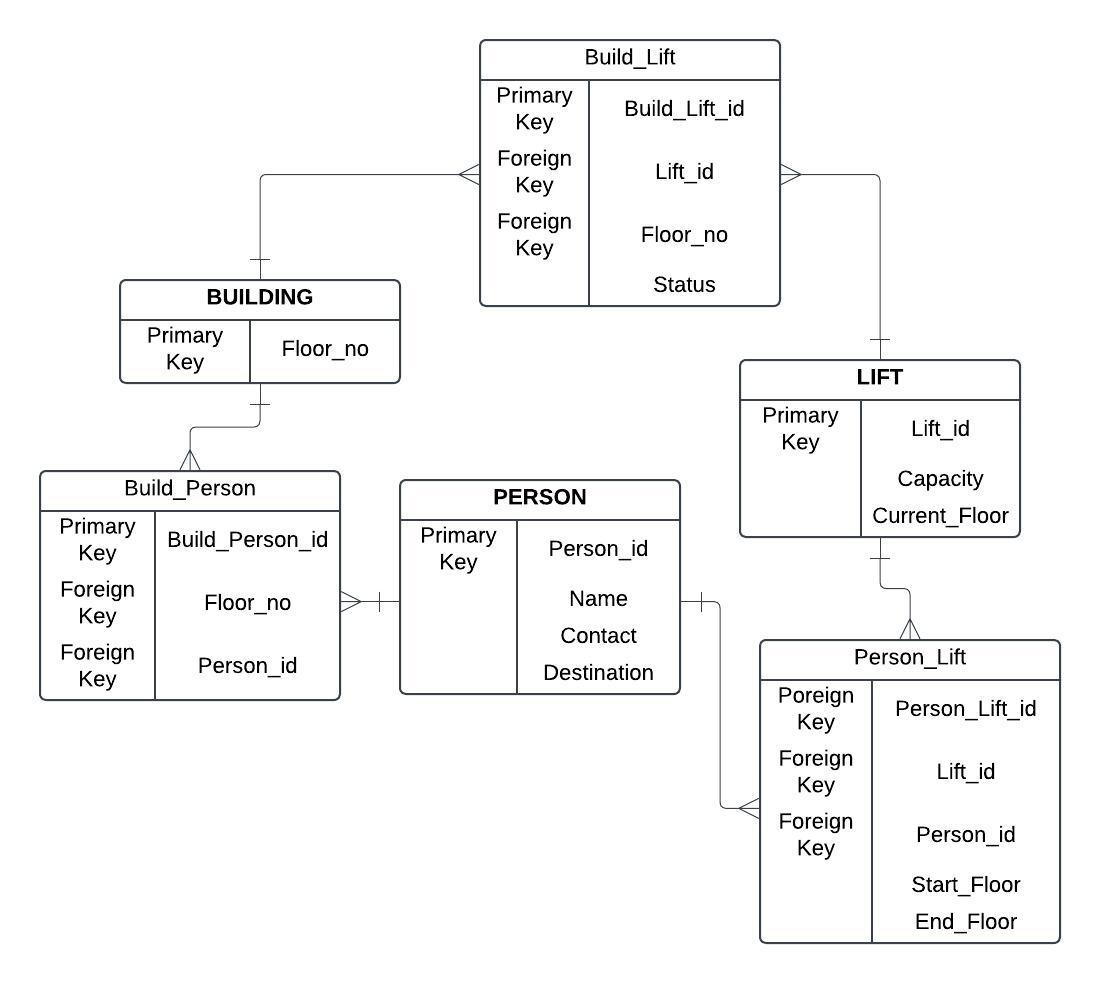 Build_Lift
Primary
Key
Build_Lift_id
Foreign
Key
Lift_id
Foreign
Key
Floor_no
Status
BUILDING
Primary
Key
Floor_no
LIFT
Primary
Key
Lift_id
Capacity
Current_Floor
Build_Person
Primary
Key
Build_Person_id
Foreign
Key
Floor_no
Foreign
Key
Person_id
PERSON
Primary
Key
Person_id
Name
Contact
Destination
Person_Lift
Poreign
Key
Person_Lift_id
Foreign
Key
Lift_id
Foreign
Key
Person_id
Start_Floor
End_Floor